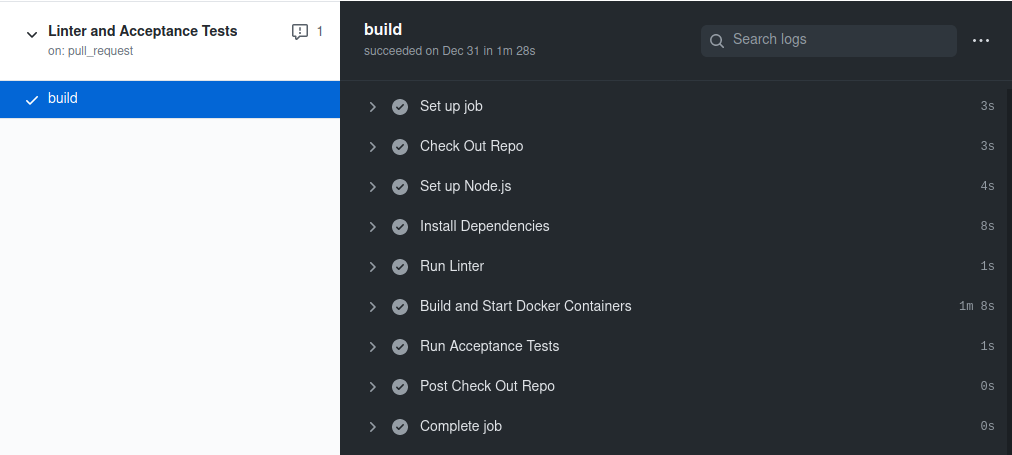 Linter and Acceptance Tests 1
on: pull_request
build
build
succeeded on Dec 31 in 1m 28s
Search logs
Set up job 3s
Check Out Repo 3s
Set up Node.js 4s
Install Dependencies 8s
Run Linter 1s
Build and Start Docker Containers 1m 8s
Run Acceptance Tests 1s
Post Check Out Repo 0s
Complete job 0s